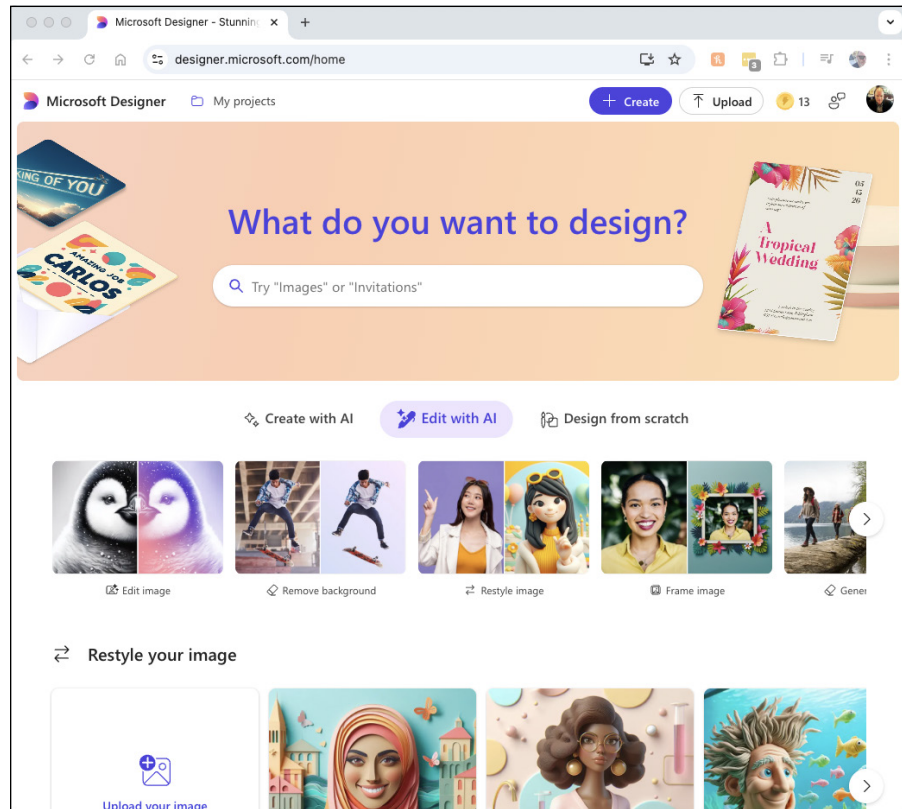 Microsoft Designer - Stunning
designer.microsoft.com/home
3
Microsoft Designer
My projects
Create
Upload
13
KING OF YOU
AMAZING JOB
CARLOS
What do you want to design?
Try "Images" or "Invitations"
05
26
A
Tropical
Wedding
Create with AI
Edit with AI
Design from scratch
Edit image
Remove background
Restyle image
Frame image
Gener
Restyle your image
Upload your image